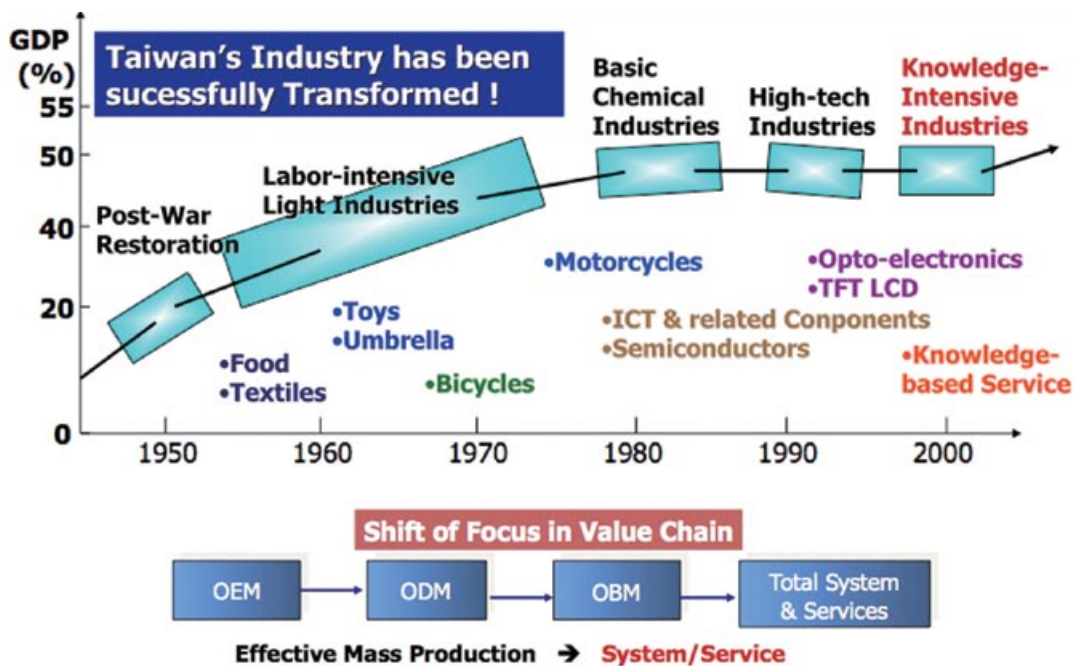 GDP
(%)
Taiwan's Industry has been
sucessfully Transformed !
Basic
Chemical
Industries
High-tech
Industries
Knowledge-
Intensive
Industries
55
50
40
20
0
Labor-intensive
Light Industries
Post-War
Restoration
•Motorcycles
•Opto-electronics
•TFT LCD
•Toys
•Umbrella
•ICT & related Conponents
•Semiconductors
•Food
•Textiles
•Bicycles
•Knowledge-
based Service
1950 1960 1970 1980 1990 2000
Shift of Focus in Value Chain
OEM
ODM
OBM
Total System
& Services
Effective Mass Production → System/Service